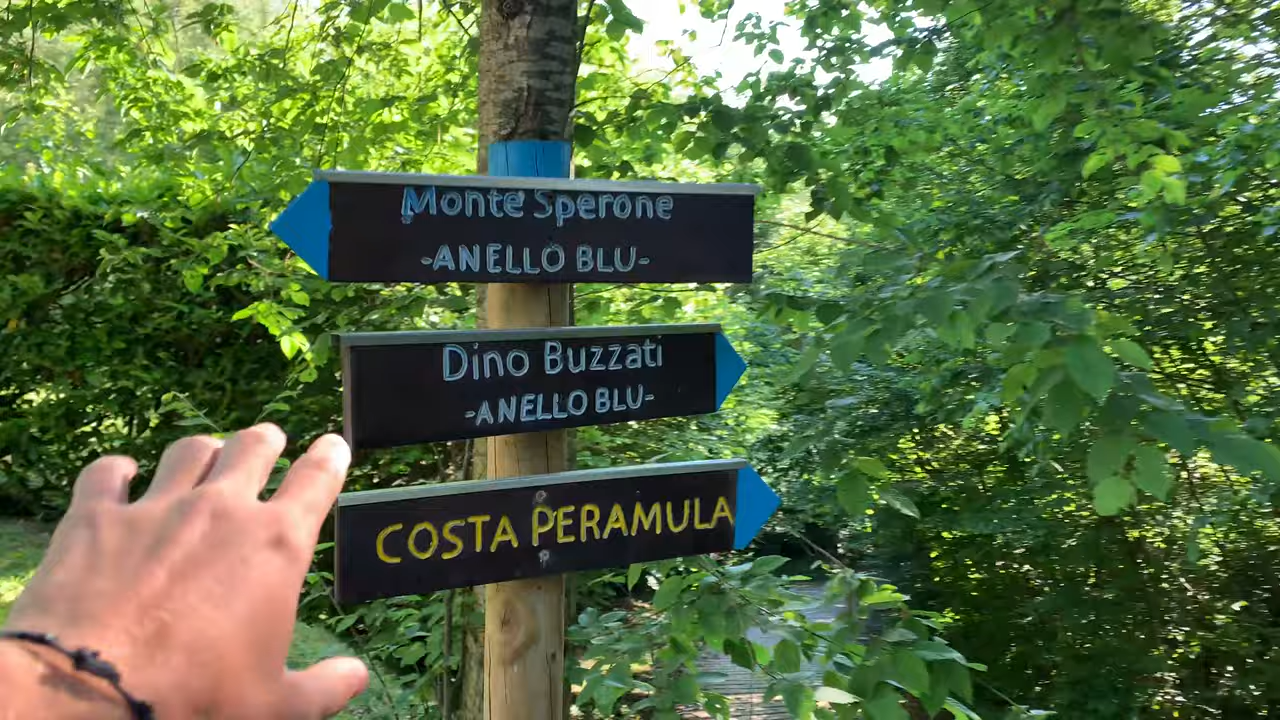 Monte Sperone
-ANELLO BLU-
Dino Buzzati
-ANELLO BLU-
COSTA PERAMULA